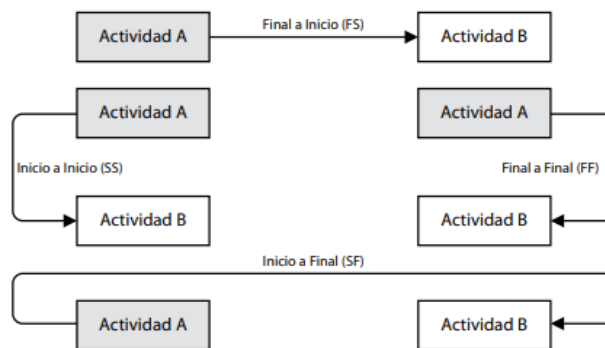 Actividad A
Final a Inicio (FS)
Actividad B
Actividad A
Actividad A
Inicio a Inicio (SS)
Final a Final (FF)
Actividad B
Actividad B
Inicio a Final (SF)
Actividad A
Actividad B